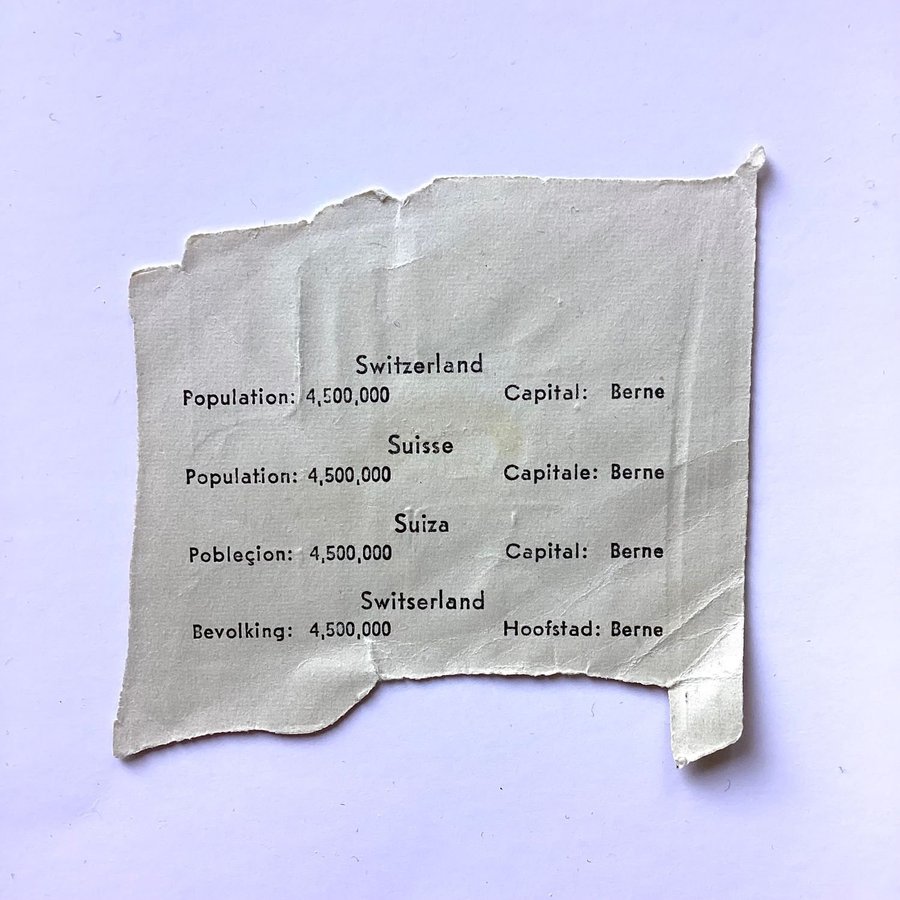 Switzerland
Population: 4,500,000 Capital: Berne
Suisse
Population: 4,500,000 Capitale: Berne
Suiza
Obleçion: 4,500,000 Capital: Berne
Switserland
Bevolking: 4,500,000 Hoofstad: Berne